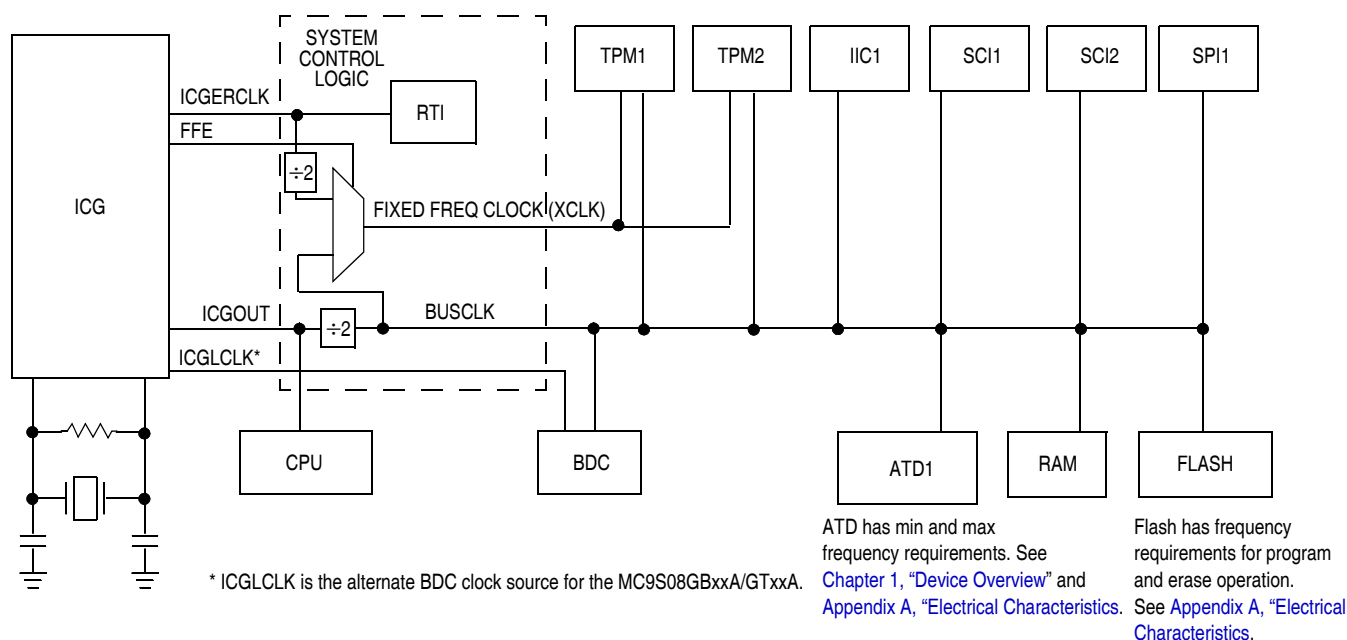 SYSTEM
CONTROL
LOGIC
TPM1
TPM2
IIC1
SCI1
SCI2
SPI1
ICGERCLK
RTI
FFE
÷2
ICG
FIXED FREQ CLOCK (XCLK)
ICGOUT
÷2
BUSCLK
ICGLCLK*
CPU
BDC
ATD1
RAM
FLASH
ATD has min and max
frequency requirements. See
Chapter 1, “Device Overview” and
Appendix A, “Electrical Characteristics.
Flash has frequency
requirements for program
and erase operation.
See Appendix A, “Electrical
Characteristics.
* ICGLCLK is the alternate BDC clock source for the MC9S08GBxxA/GTxxA.